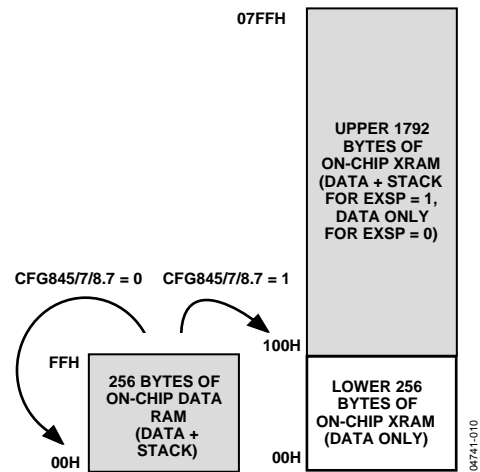 07FFH
UPPER 1792
BYTES OF
ON-CHIP XRAM
(DATA + STACK
FOR EXSP = 1,
DATA ONLY
FOR EXSP = 0)
CFG845/7/8.7 = 0
CFG845/7/8.7 = 1
100H
FFH
256 BYTES OF
ON-CHIP DATA
RAM
(DATA +
STACK)
00H
LOWER 256
BYTES OF
ON-CHIP XRAM
(DATA ONLY)
00H
04741-010